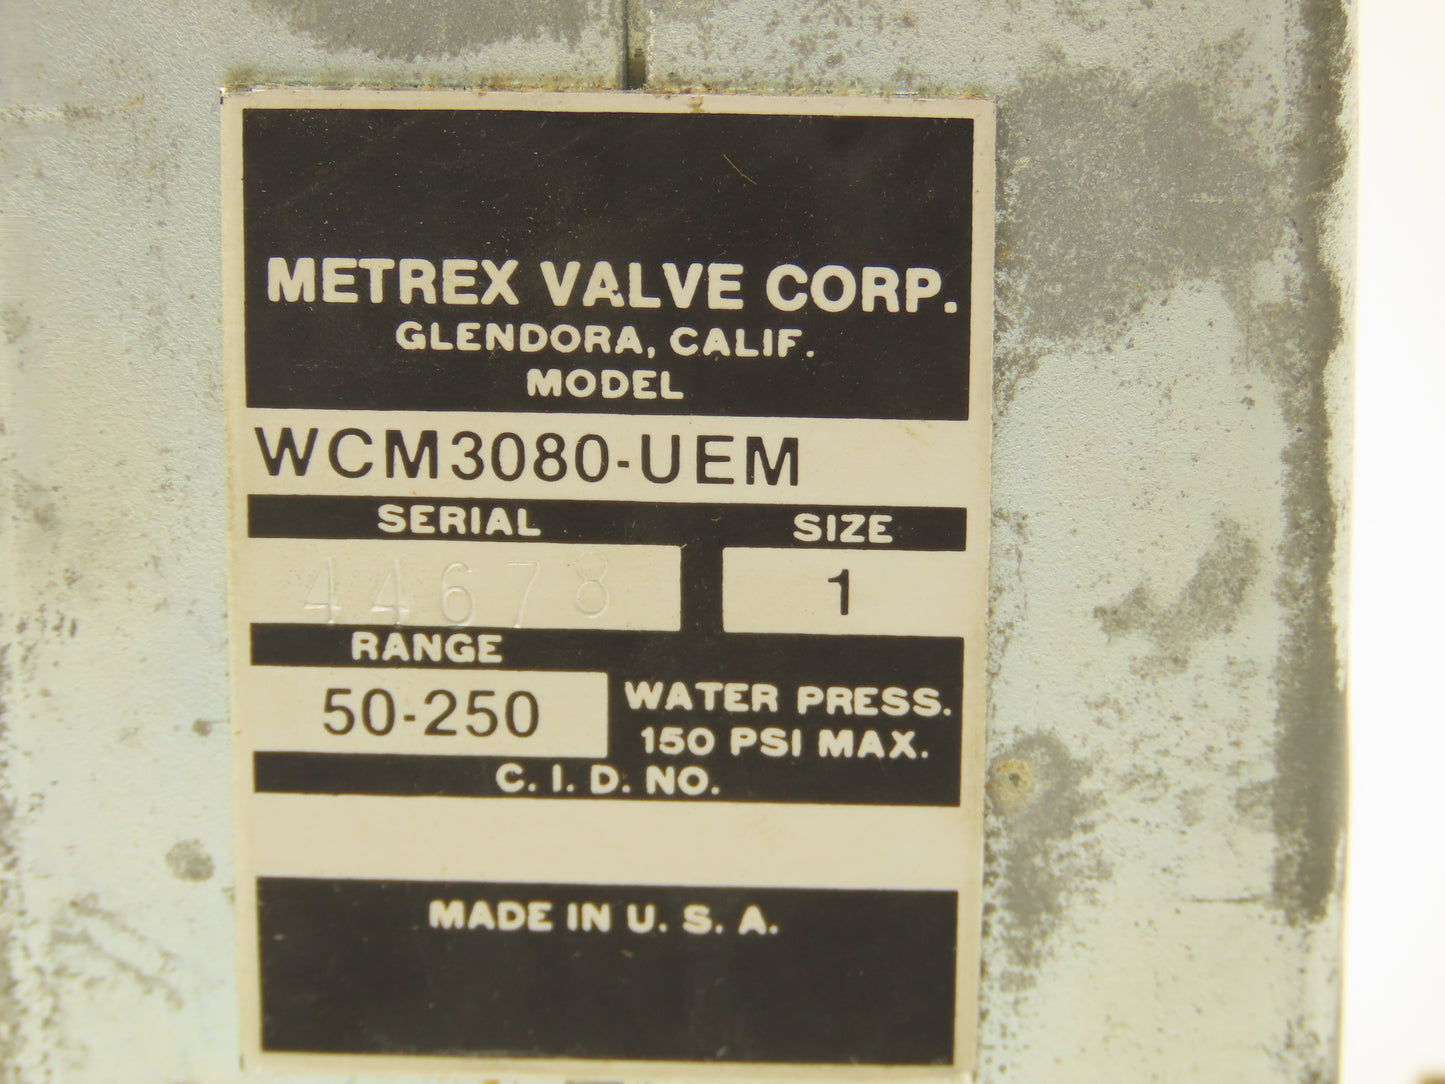 METREX VALVE CORP.
GLENDORA, CALIF.
MODEL
WCM3080-UEM
SERIAL
44678
SIZE
1
RANGE
50-250
WATER PRESS.
150 PSI MAX.
C. I. D. NO.
MADE IN U. S. A.